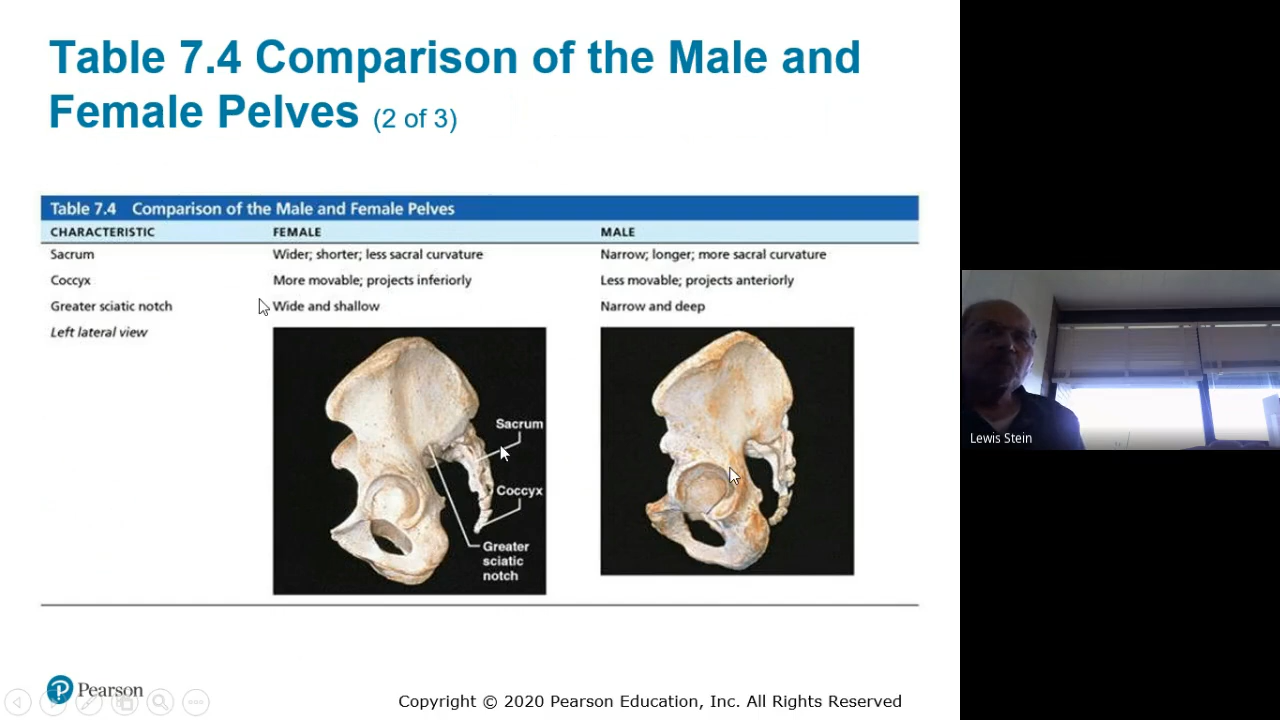 Table 7.4 Comparison of the Male and
Female Pelves (2 of 3)
Table 7.4 Comparison of the Male and Female Pelves
CHARACTERISTIC FEMALE MALE
Sacrum Wider; shorter; less sacral curvature Narrow; longer; more sacral curvature
Coccyx More movable; projects inferiorly Less movable; projects anteriorly
Greater sciatic notch Wide and shallow Narrow and deep
Left lateral view
Sacrum
Coccyx
Greater
sciatic
notch
Lewis Stein
P Pearson
Copyright © 2020 Pearson Education, Inc. All Rights Reserved